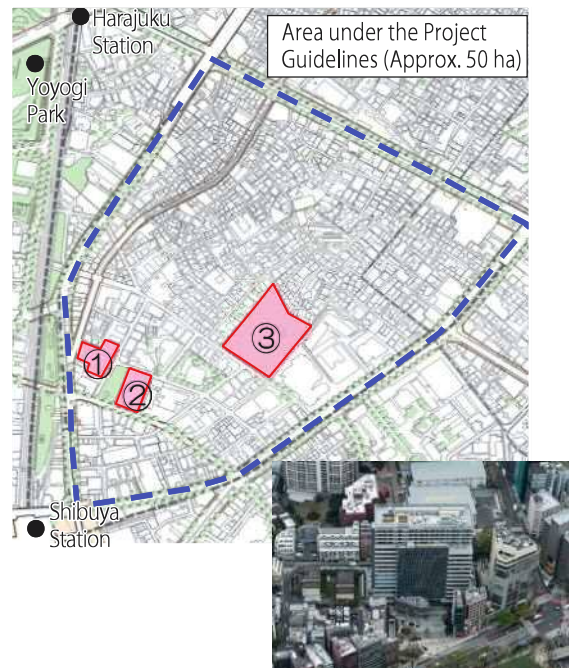 Harajuku
Station
Area under the Project
Guidelines (Approx. 50 ha)
Yoyogi
Park
③
①
②
Shibuya
Station